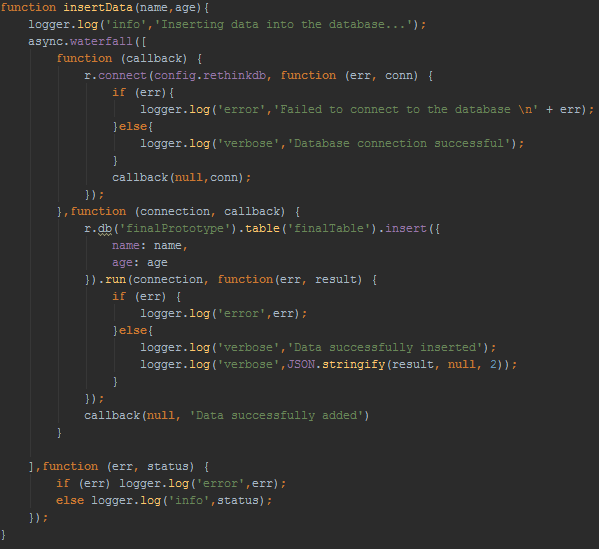 function insertData(name,age){
    logger.log('info','Inserting data into the database...');
    async.waterfall([
        function (callback) {
            r.connect(config.rethinkdb, function (err, conn) {
                if (err){
                    logger.log('error','Failed to connect to the database \n' + err);
                }else{
                    logger.log('verbose','Database connection successful');
                }
                callback(null,conn);
            });
        },function (connection, callback) {
            r.db('finalPrototype').table('finalTable').insert({
                name: name,
                age: age
            }).run(connection, function(err, result) {
                if (err) {
                    logger.log('error',err);
                }else{
                    logger.log('verbose','Data successfully inserted');
                    logger.log('verbose',JSON.stringify(result, null, 2));
                }
            });
            callback(null, 'Data successfully added')
        }

    ],function (err, status) {
        if (err) logger.log('error',err);
        else logger.log('info',status);
    });
}